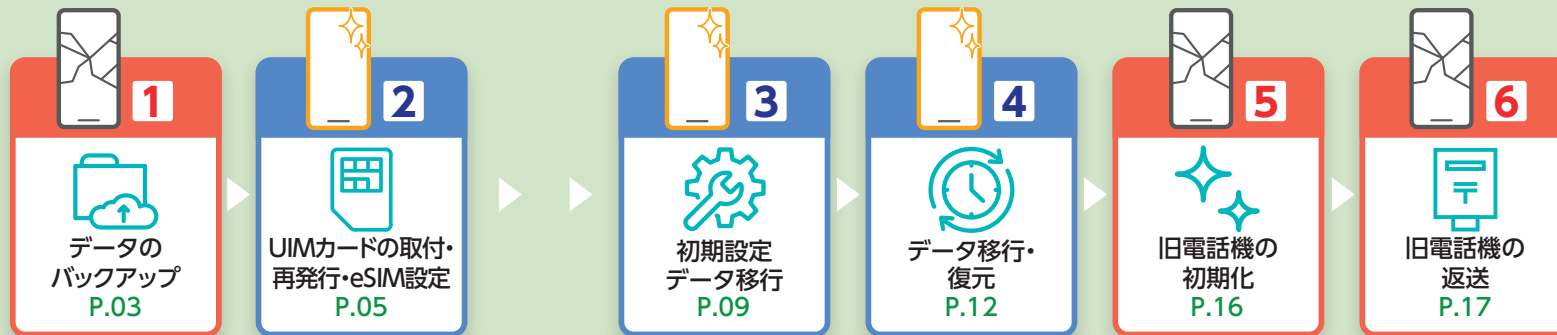 1
データの
バックアップ
P.03
2
UIMカードの取付・
再発行・eSIM設定
P.05
3
初期設定
データ移行
P.09
4
データ移行・
復元
P.12
5
旧電話機の
初期化
P.16
6
〒
旧電話機の
返送
P.17